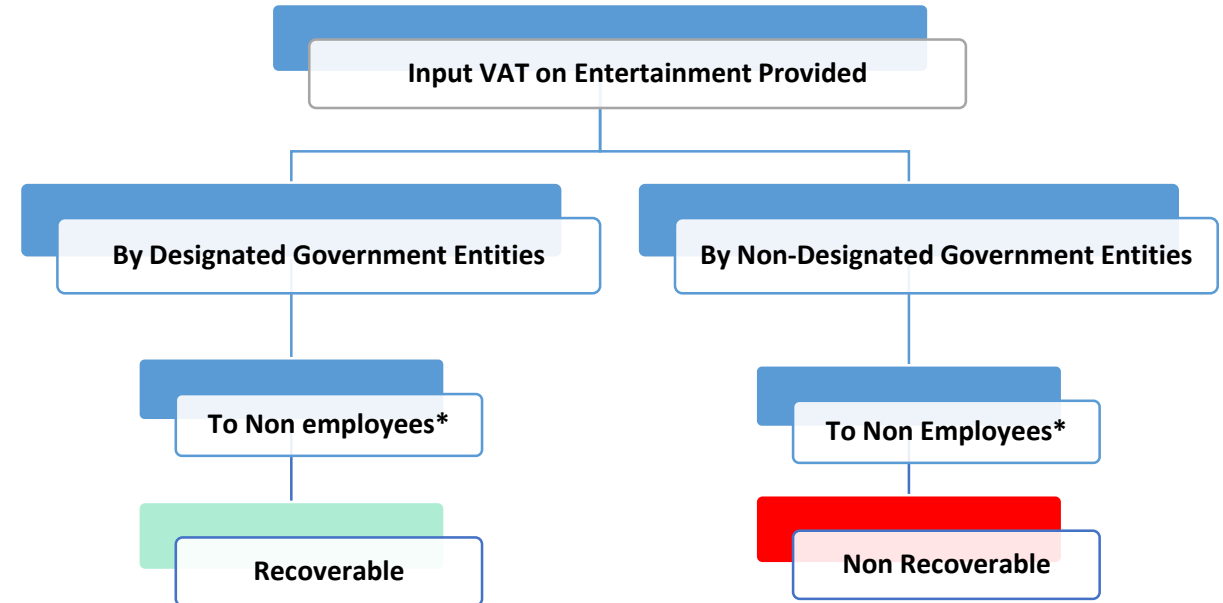 Input VAT on Entertainment Provided
By Designated Government Entities
By Non-Designated Government Entities
To Non employees*
To Non Employees*
Recoverable
Non Recoverable